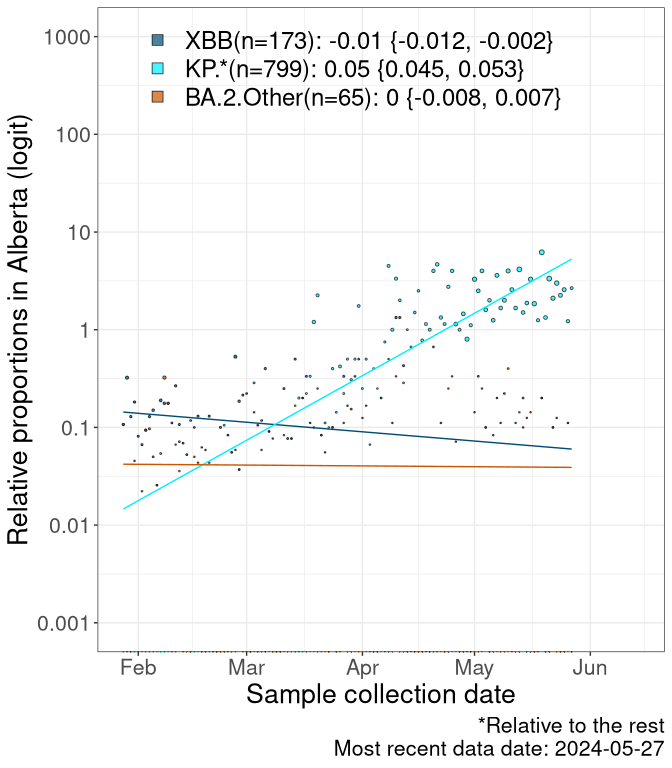 XBB(n=173): -0.01 {-0.012, -0.002}
KP.*(n=799): 0.05 {0.045, 0.053}
BA.2.Other(n=65): 0 {-0.008, 0.007}
Relative proportions in Alberta (logit)
1000
100
10
1
0.1
0.01
0.001
Feb Mar Apr May Jun
Sample collection date
*Relative to the rest
Most recent data date: 2024-05-27